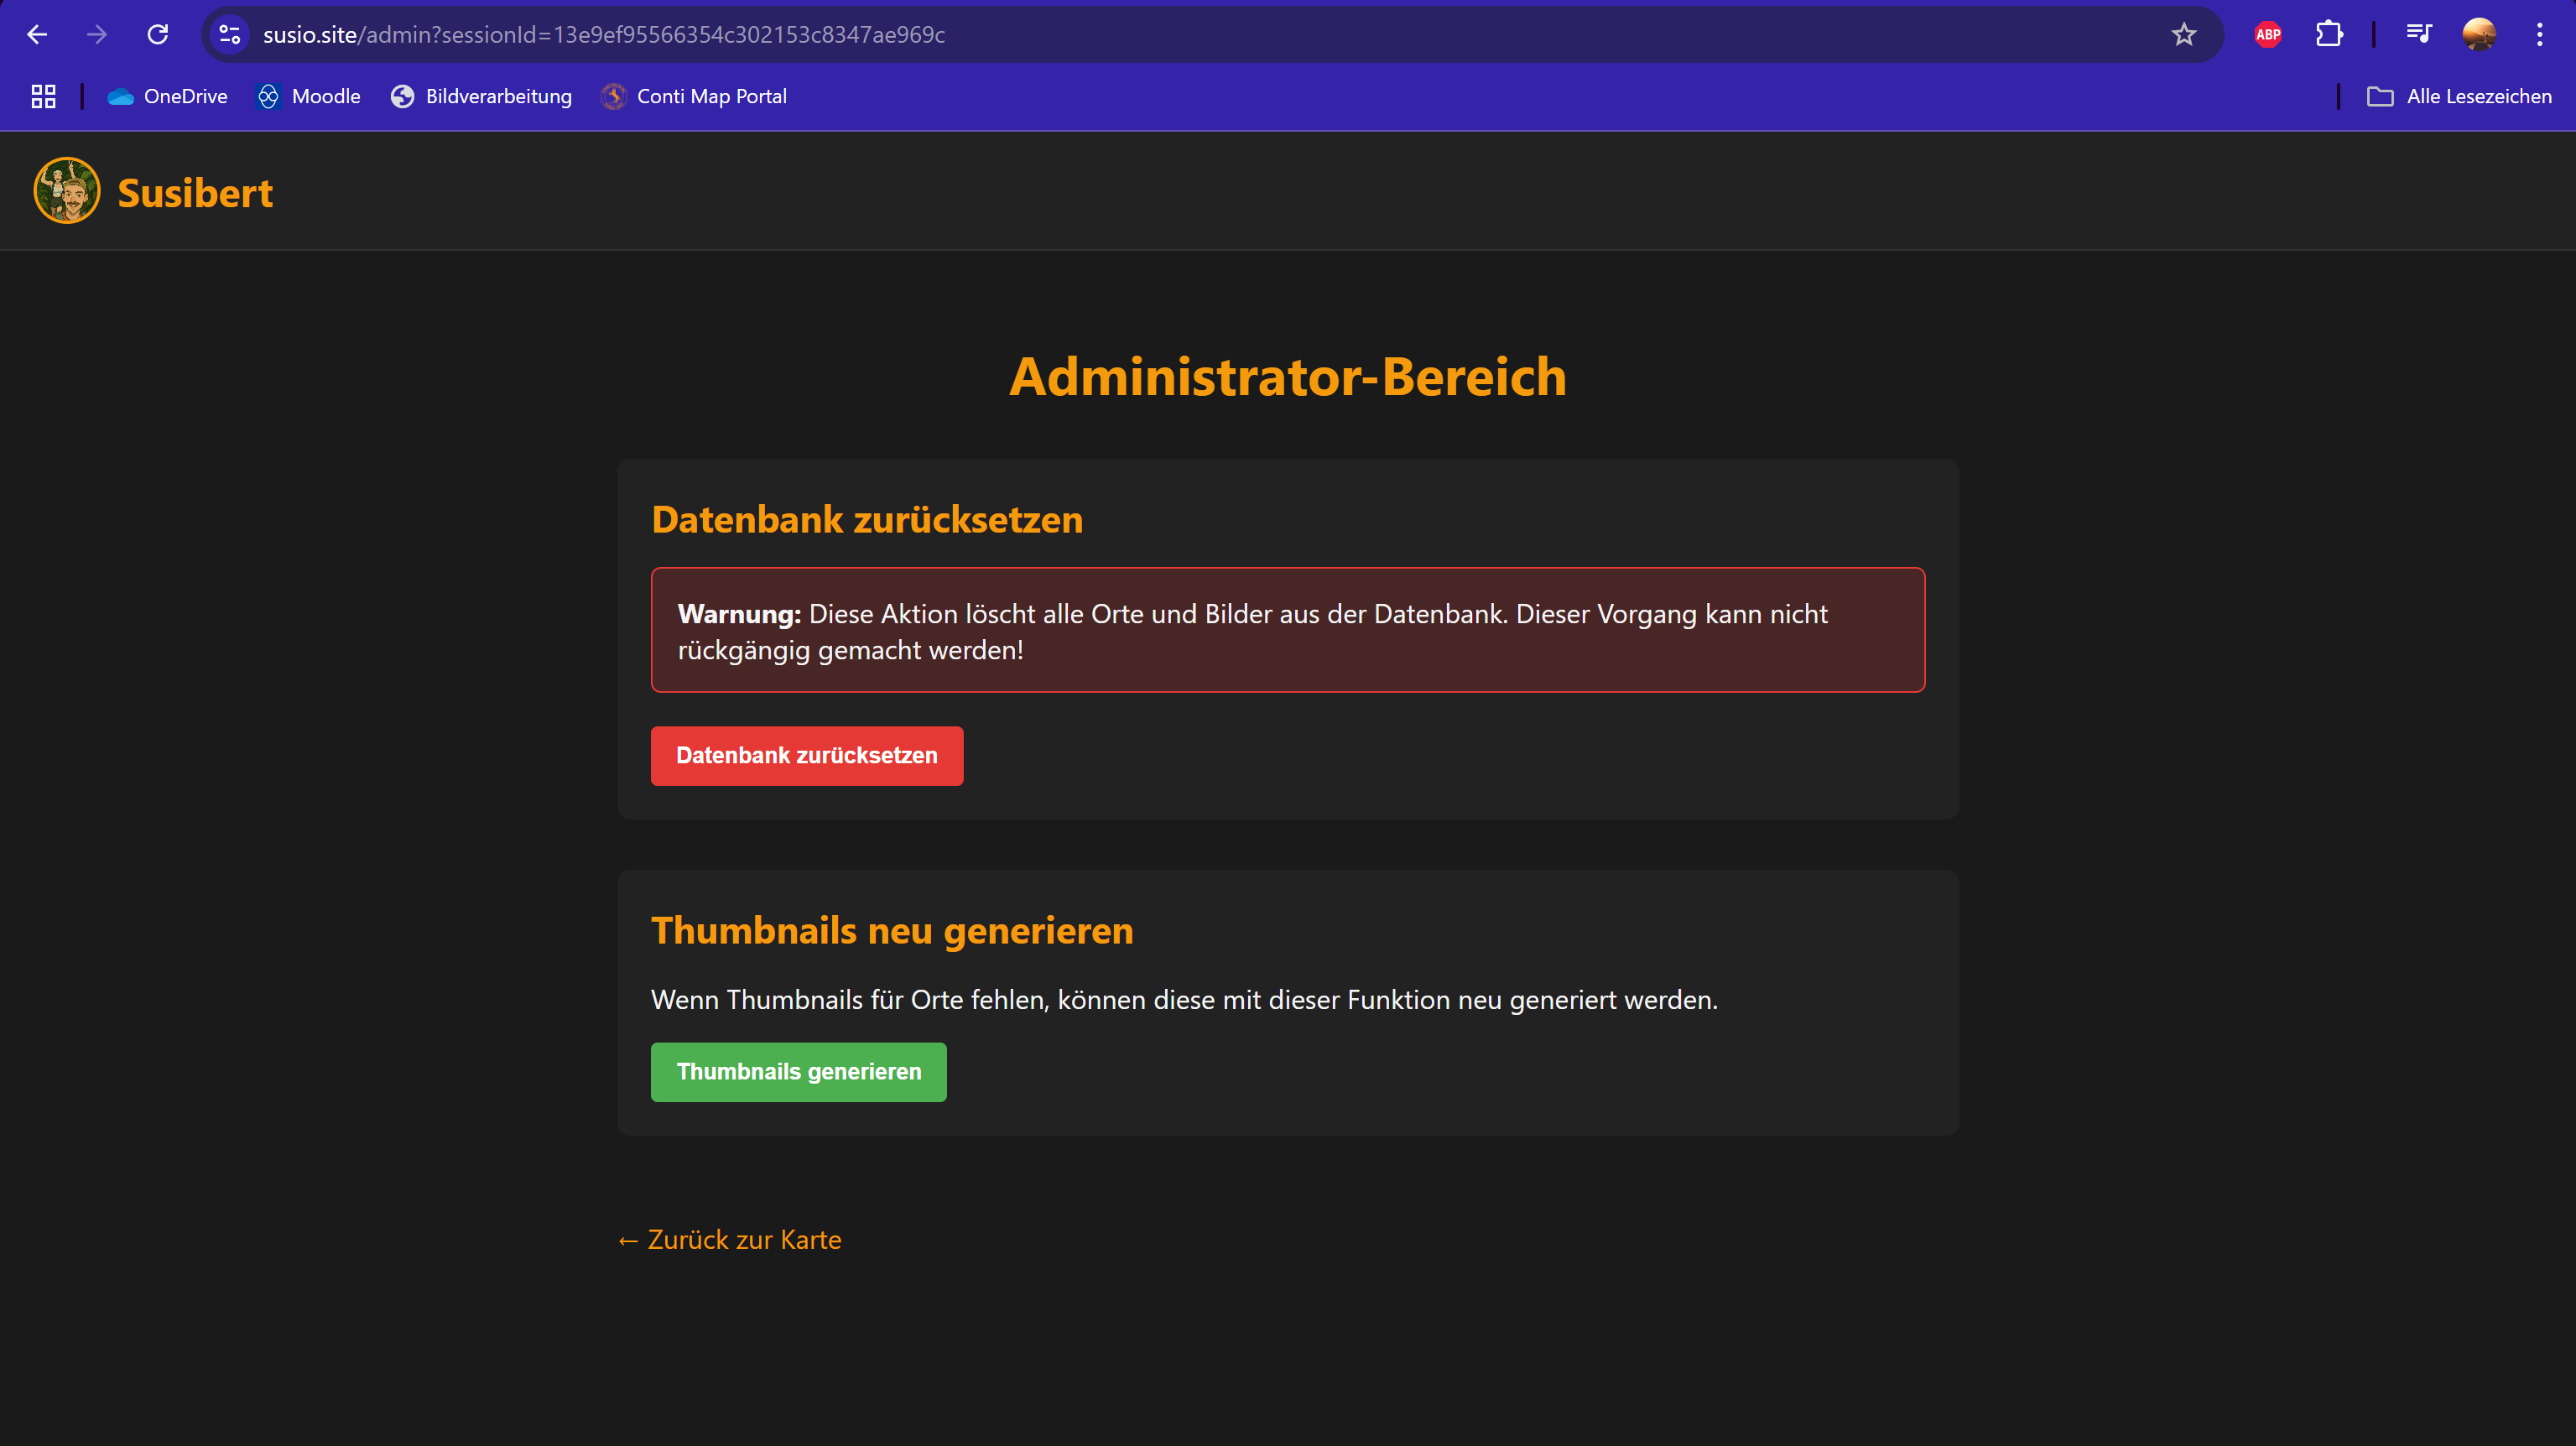 susio.site/admin?sessionId=13e9ef95566354c302153c8347ae969c
ABP
OneDrive
Moodle
Bildverarbeitung
Conti Map Portal
Alle Lesezeichen
Susibert
Administrator-Bereich
Datenbank zurücksetzen
Warnung: Diese Aktion löscht alle Orte und Bilder aus der Datenbank. Dieser Vorgang kann nicht
rückgängig gemacht werden!
Datenbank zurücksetzen
Thumbnails neu generieren
Wenn Thumbnails für Orte fehlen, können diese mit dieser Funktion neu generiert werden.
Thumbnails generieren
← Zurück zur Karte